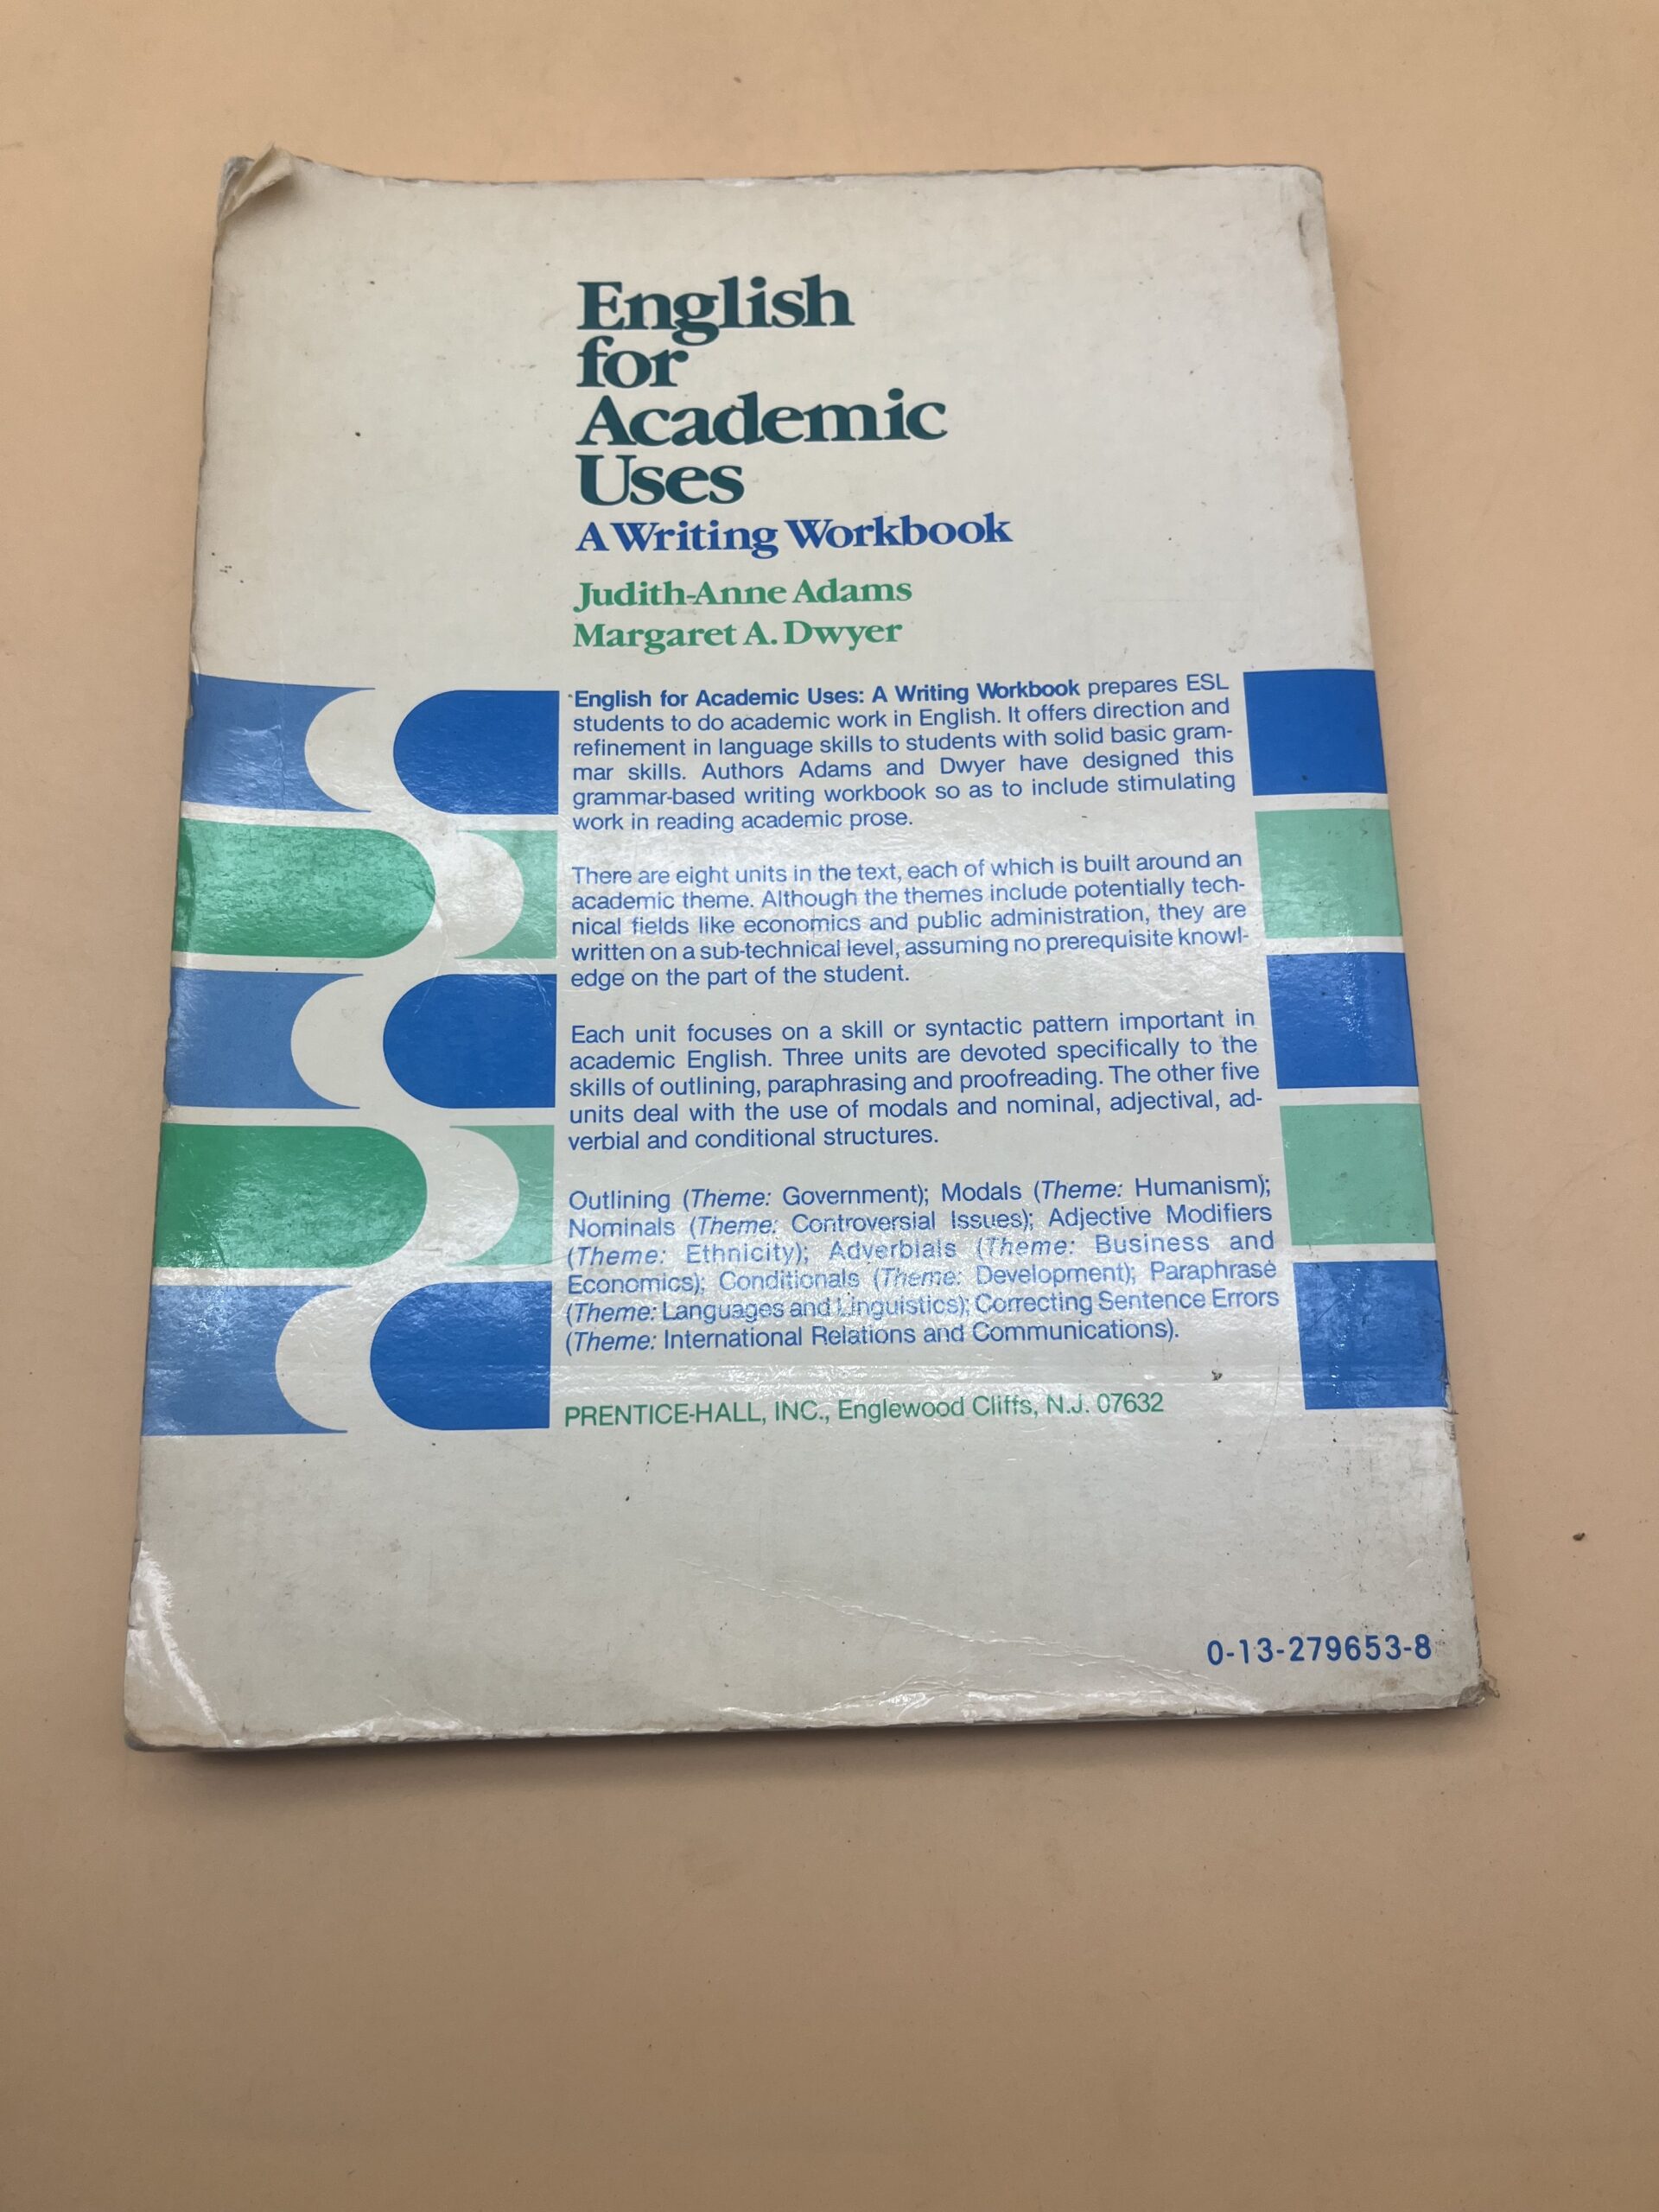 English
for
Academic
Uses
A Writing Workbook
Judith-Anne Adams
Margaret A. Dwyer
English for Academic Uses: A Writing Workbook prepares ESL
students to do academic work in English. It offers direction and
refinement in language skills to students with solid basic gram-
mar skills. Authors Adams and Dwyer have designed this
grammar-based writing workbook so as to include stimulating
work in reading academic prose.
There are eight units in the text, each of which is built around an
academic theme. Although the themes include potentially tech-
nical fields like economics and public administration, they are
written on a sub-technical level, assuming no prerequisite knowl-
edge on the part of the student.
Each unit focuses on a skill or syntactic pattern important in
academic English. Three units are devoted specifically to the
skills of outlining, paraphrasing and proofreading. The other five
units deal with the use of modals and nominal, adjectival, ad-
verbial and conditional structures.
Outlining (Theme: Government); Modals (Theme: Humanism);
Nominals (Theme: Controversial Issues); Adjective Modifiers
(Theme: Ethnicity); Adverbials (Theme: Business and
Economics); Conditionals (Theme: Development); Paraphrase
(Theme: Languages and Linguistics); Correcting Sentence Errors
(Theme: International Relations and Communications).
PRENTICE-HALL, INC., Englewood Cliffs, N.J. 07632
0-13-279653-8